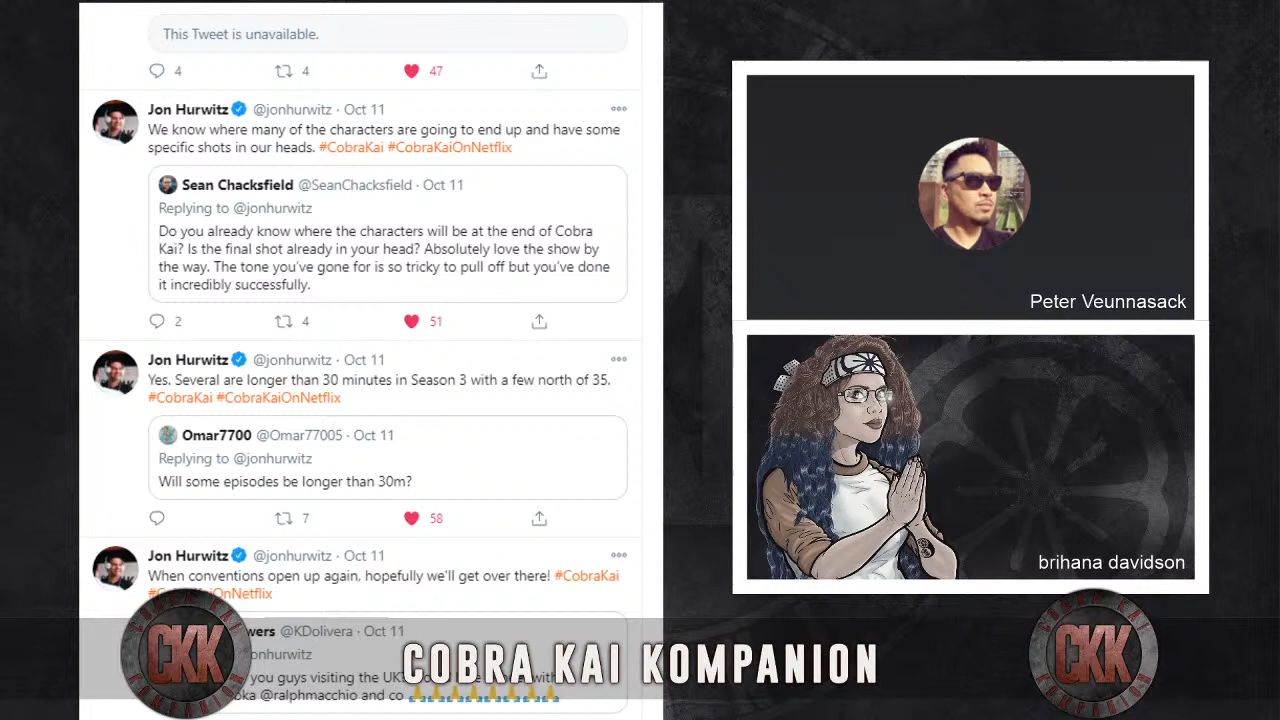 This Tweet is unavailable.
4 4 47
Jon Hurwitz @jonhurwitz · Oct 11
We know where many of the characters are going to end up and have some
specific shots in our heads. #CobraKai #CobraKaiOnNetflix
Sean Chacksfield @SeanChacksfield · Oct 11
Replying to @jonhurwitz
Do you already know where the characters will be at the end of Cobra
Kai? Is the final shot already in your head? Absolutely love the show by
the way. The tone you've gone for is so tricky to pull off but you've done
it incredibly successfully.
2 4 51
Jon Hurwitz @jonhurwitz · Oct 11
Yes. Several are longer than 30 minutes in Season 3 with a few north of 35.
#CobraKai #CobraKaiOnNetflix
Omar7700 @Omar77005 · Oct 11
Replying to @jonhurwitz
Will some episodes be longer than 30m?
7 58
Jon Hurwitz @jonhurwitz · Oct 11
When conventions open up again, hopefully we'll get over there! #CobraKai
@KDolivera · Oct 11
you guys visiting the
@ralphmacchio and co
Peter Veunnasack
brihana davidson
CKK
COBRA KAI KOMPANION
CKK